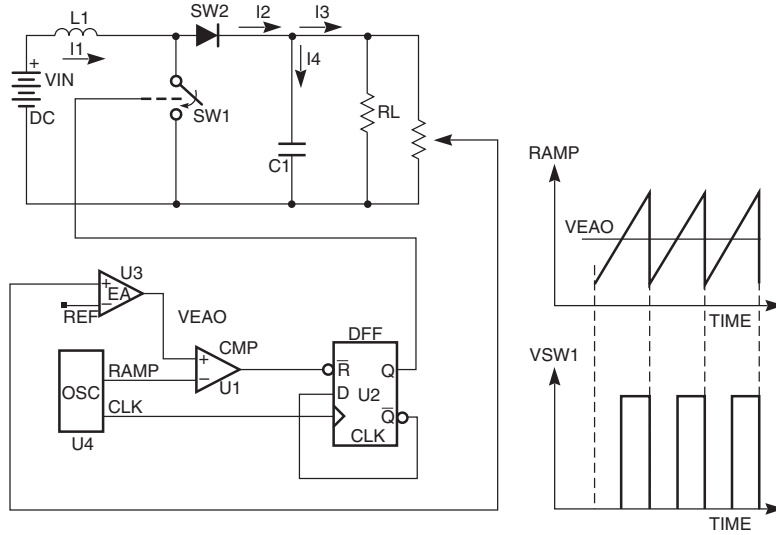 L1
SW2
I2
I3
I1
I4
+
VIN
DC
SW1
RL
C1
U3
+
EA
−
REF
VEAO
CMP
+
−
U1
OSC
RAMP
CLK
U4
DFF
R
Q
D
U2
Q
CLK
RAMP
VEAO
TIME
VSW1
TIME